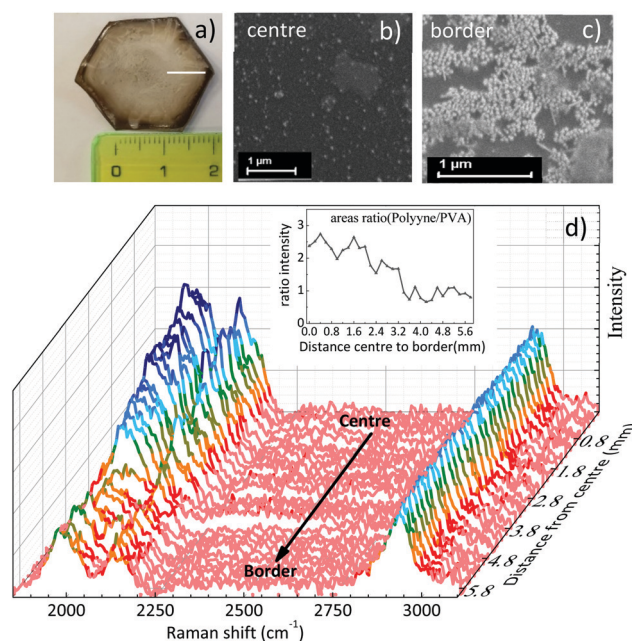 a)
0 1 2
centre
b)
1 µm
border
c)
1 µm
d)
areas ratio(Polyyne/PVA)
ratio intensity
3
2
1
0
0.0 0.8 1.6 2.4 3.2 4.0 4.8 5.6
Distance centre to border(mm)
Intensity
Centre
Border
0.8
1.8
2.8
3.8
4.8
5.8
Distance from centre (mm)
2000 2250 2500 2750 3000
Raman shift (cm-1)